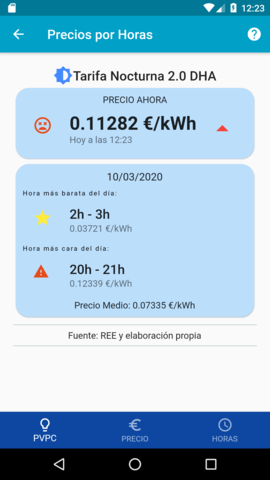 12:23
Precios por Horas
?
Tarifa Nocturna 2.0 DHA
PRECIO AHORA
0.11282 €/kWh
Hoy a las 12:23
10/03/2020
Hora más barata del día:
2h - 3h
0.03721 €/kWh
Hora más cara del día:
20h - 21h
0.12339 €/kWh
Precio Medio: 0.07335 €/kWh
Fuente: REE y elaboración propia
PVPC
PRECIO
HORAS